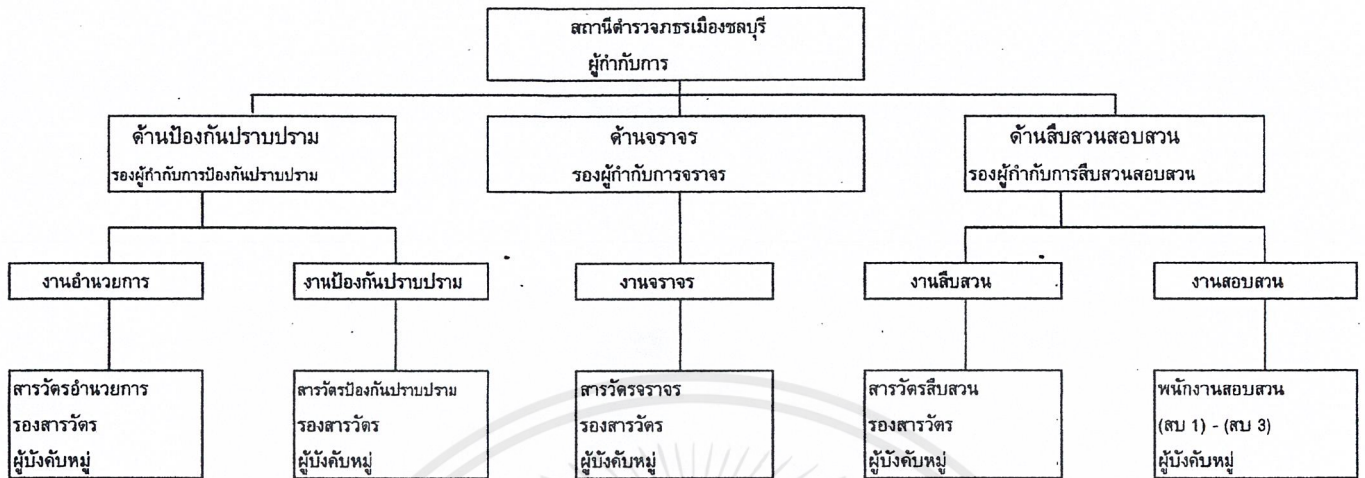 สถานีตำรวจภูธรเมืองชลบุรี
ผู้กำกับการ
ด้านป้องกันปราบปราม
รองผู้กำกับการป้องกันปราบปราม
ด้านจราจร
รองผู้กำกับการจราจร
ด้านสืบสวนสอบสวน
รองผู้กำกับการสืบสวนสอบสวน
งานอำนวยการ
งานป้องกันปราบปราม
งานจราจร
งานสืบสวน
งานสอบสวน
สารวัตรอำนวยการ
รองสารวัตร
ผู้บังคับหมู่
สารวัตรป้องกันปราบปราม
รองสารวัตร
ผู้บังคับหมู่
สารวัตรจราจร
รองสารวัตร
ผู้บังคับหมู่
สารวัตรสืบสวน
รองสารวัตร
ผู้บังคับหมู่
พนักงานสอบสวน
(สบ 1) - (สบ 3)
ผู้บังคับหมู่